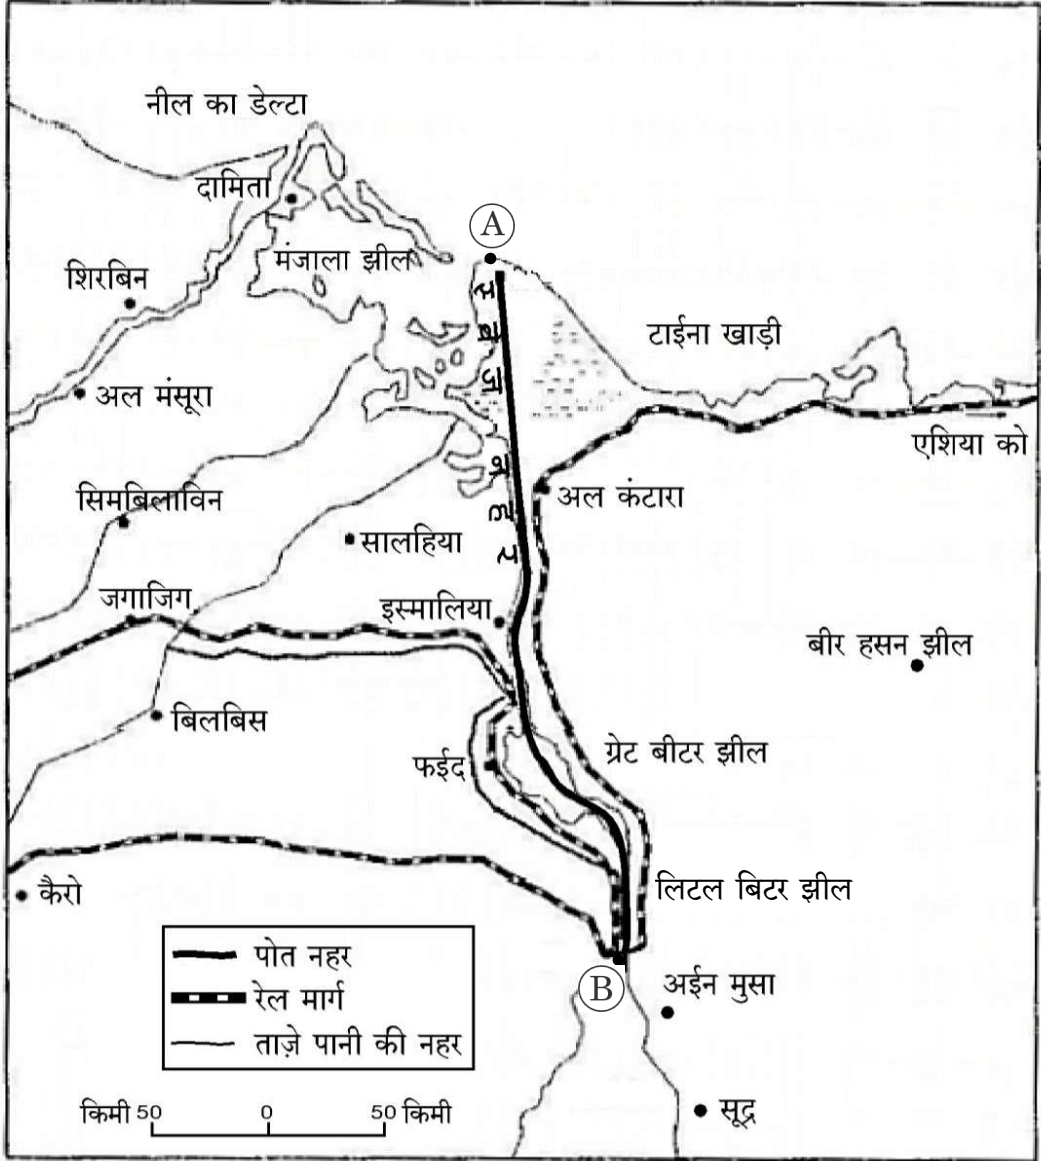 नील का डेल्टा
दामिता
A
मंजाला झील
शिरबिन
टाईना खाड़ी
अल मंसूरा
एशिया को
सिमबिलाविन
अल कंटारा
सालहिया
जगाजिग
इस्मालिया
बीर हसन झील
बिलबिस
ग्रेट बीटर झील
फईद
लिटल बिटर झील
कैरो
पोत नहर
रेल मार्ग
ताज़े पानी की नहर
B
अईन मुसा
किमी 50 0 50 किमी
सूद्र